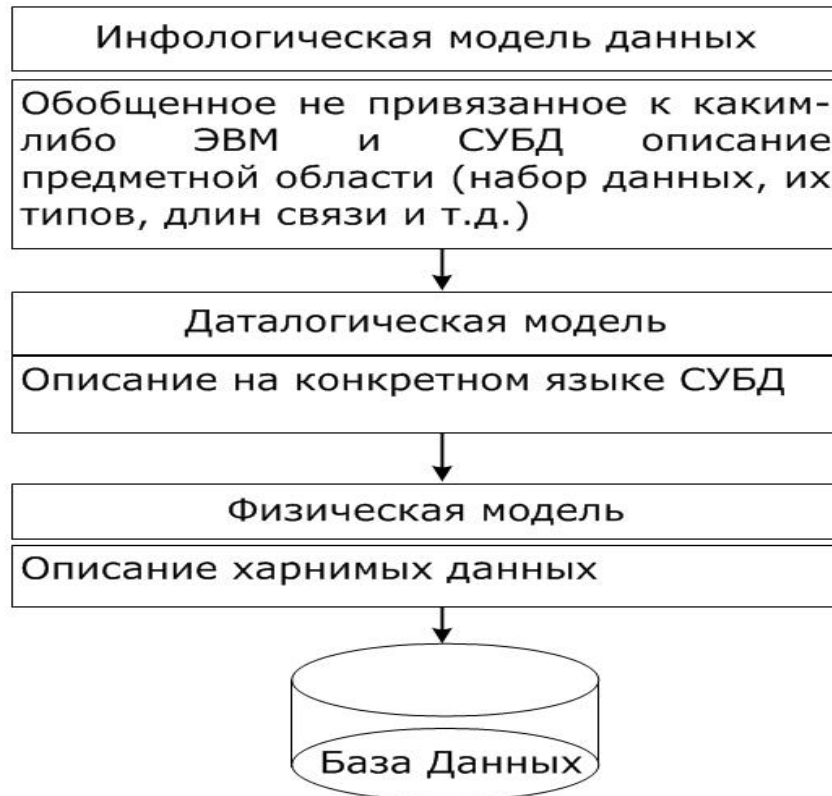 Инфологическая модель данных
Обобщенное не привязанное к каким-
либо ЭВМ и СУБД описание
предметной области (набор данных, их
типов, длин связи и т.д.)
Даталогическая модель
Описание на конкретном языке СУБД
Физическая модель
Описание харнимых данных
База Данных